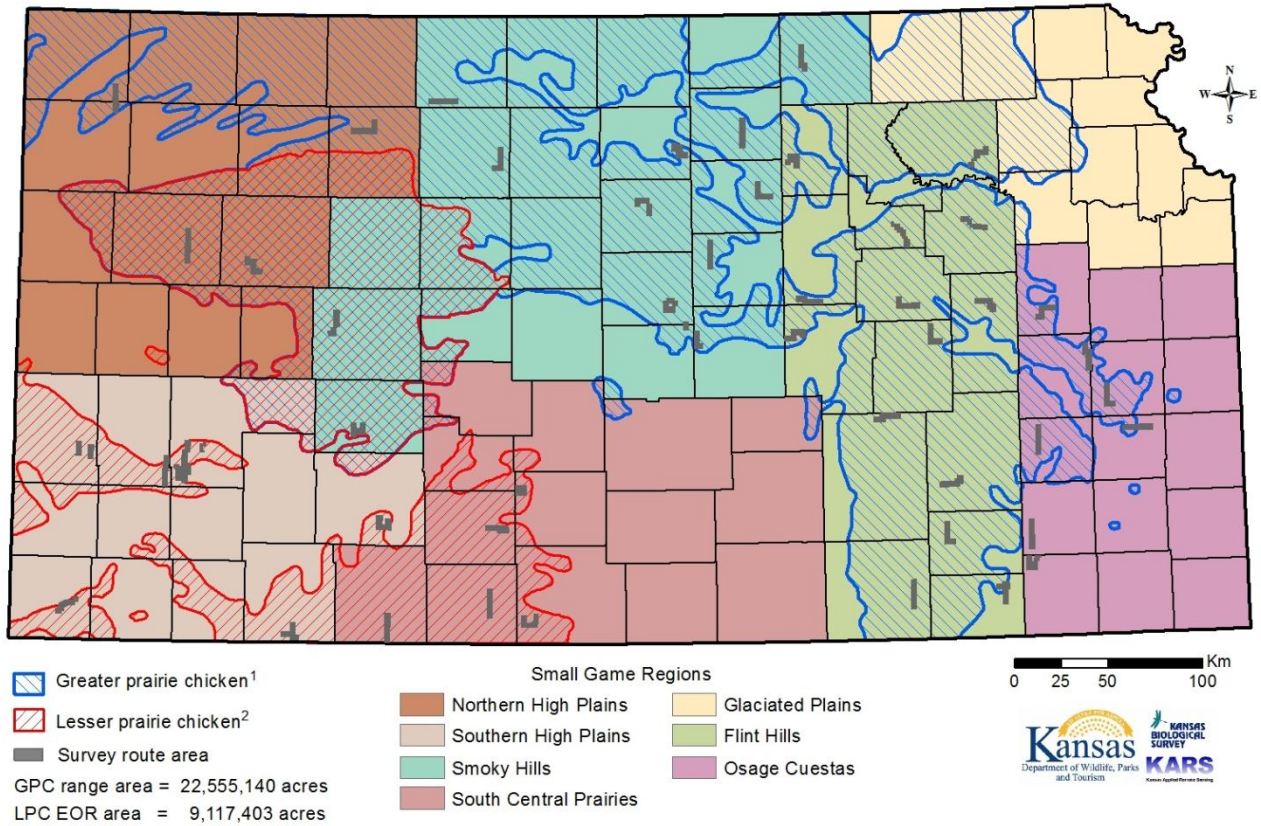 N
W E
S
Greater prairie chicken1
Lesser prairie chicken2
Survey route area
GPC range area = 22,555,140 acres
LPC EOR area = 9,117,403 acres
Small Game Regions
Northern High Plains
Southern High Plains
Smoky Hills
South Central Prairies
Glaciated Plains
Flint Hills
Osage Cuestas
Km
0 25 50 100
Kansas
Department of Wildlife, Parks
and Tourism
KANSAS
BIOLOGICAL
SURVEY
KARS
Kansas Applied Remote Sensing